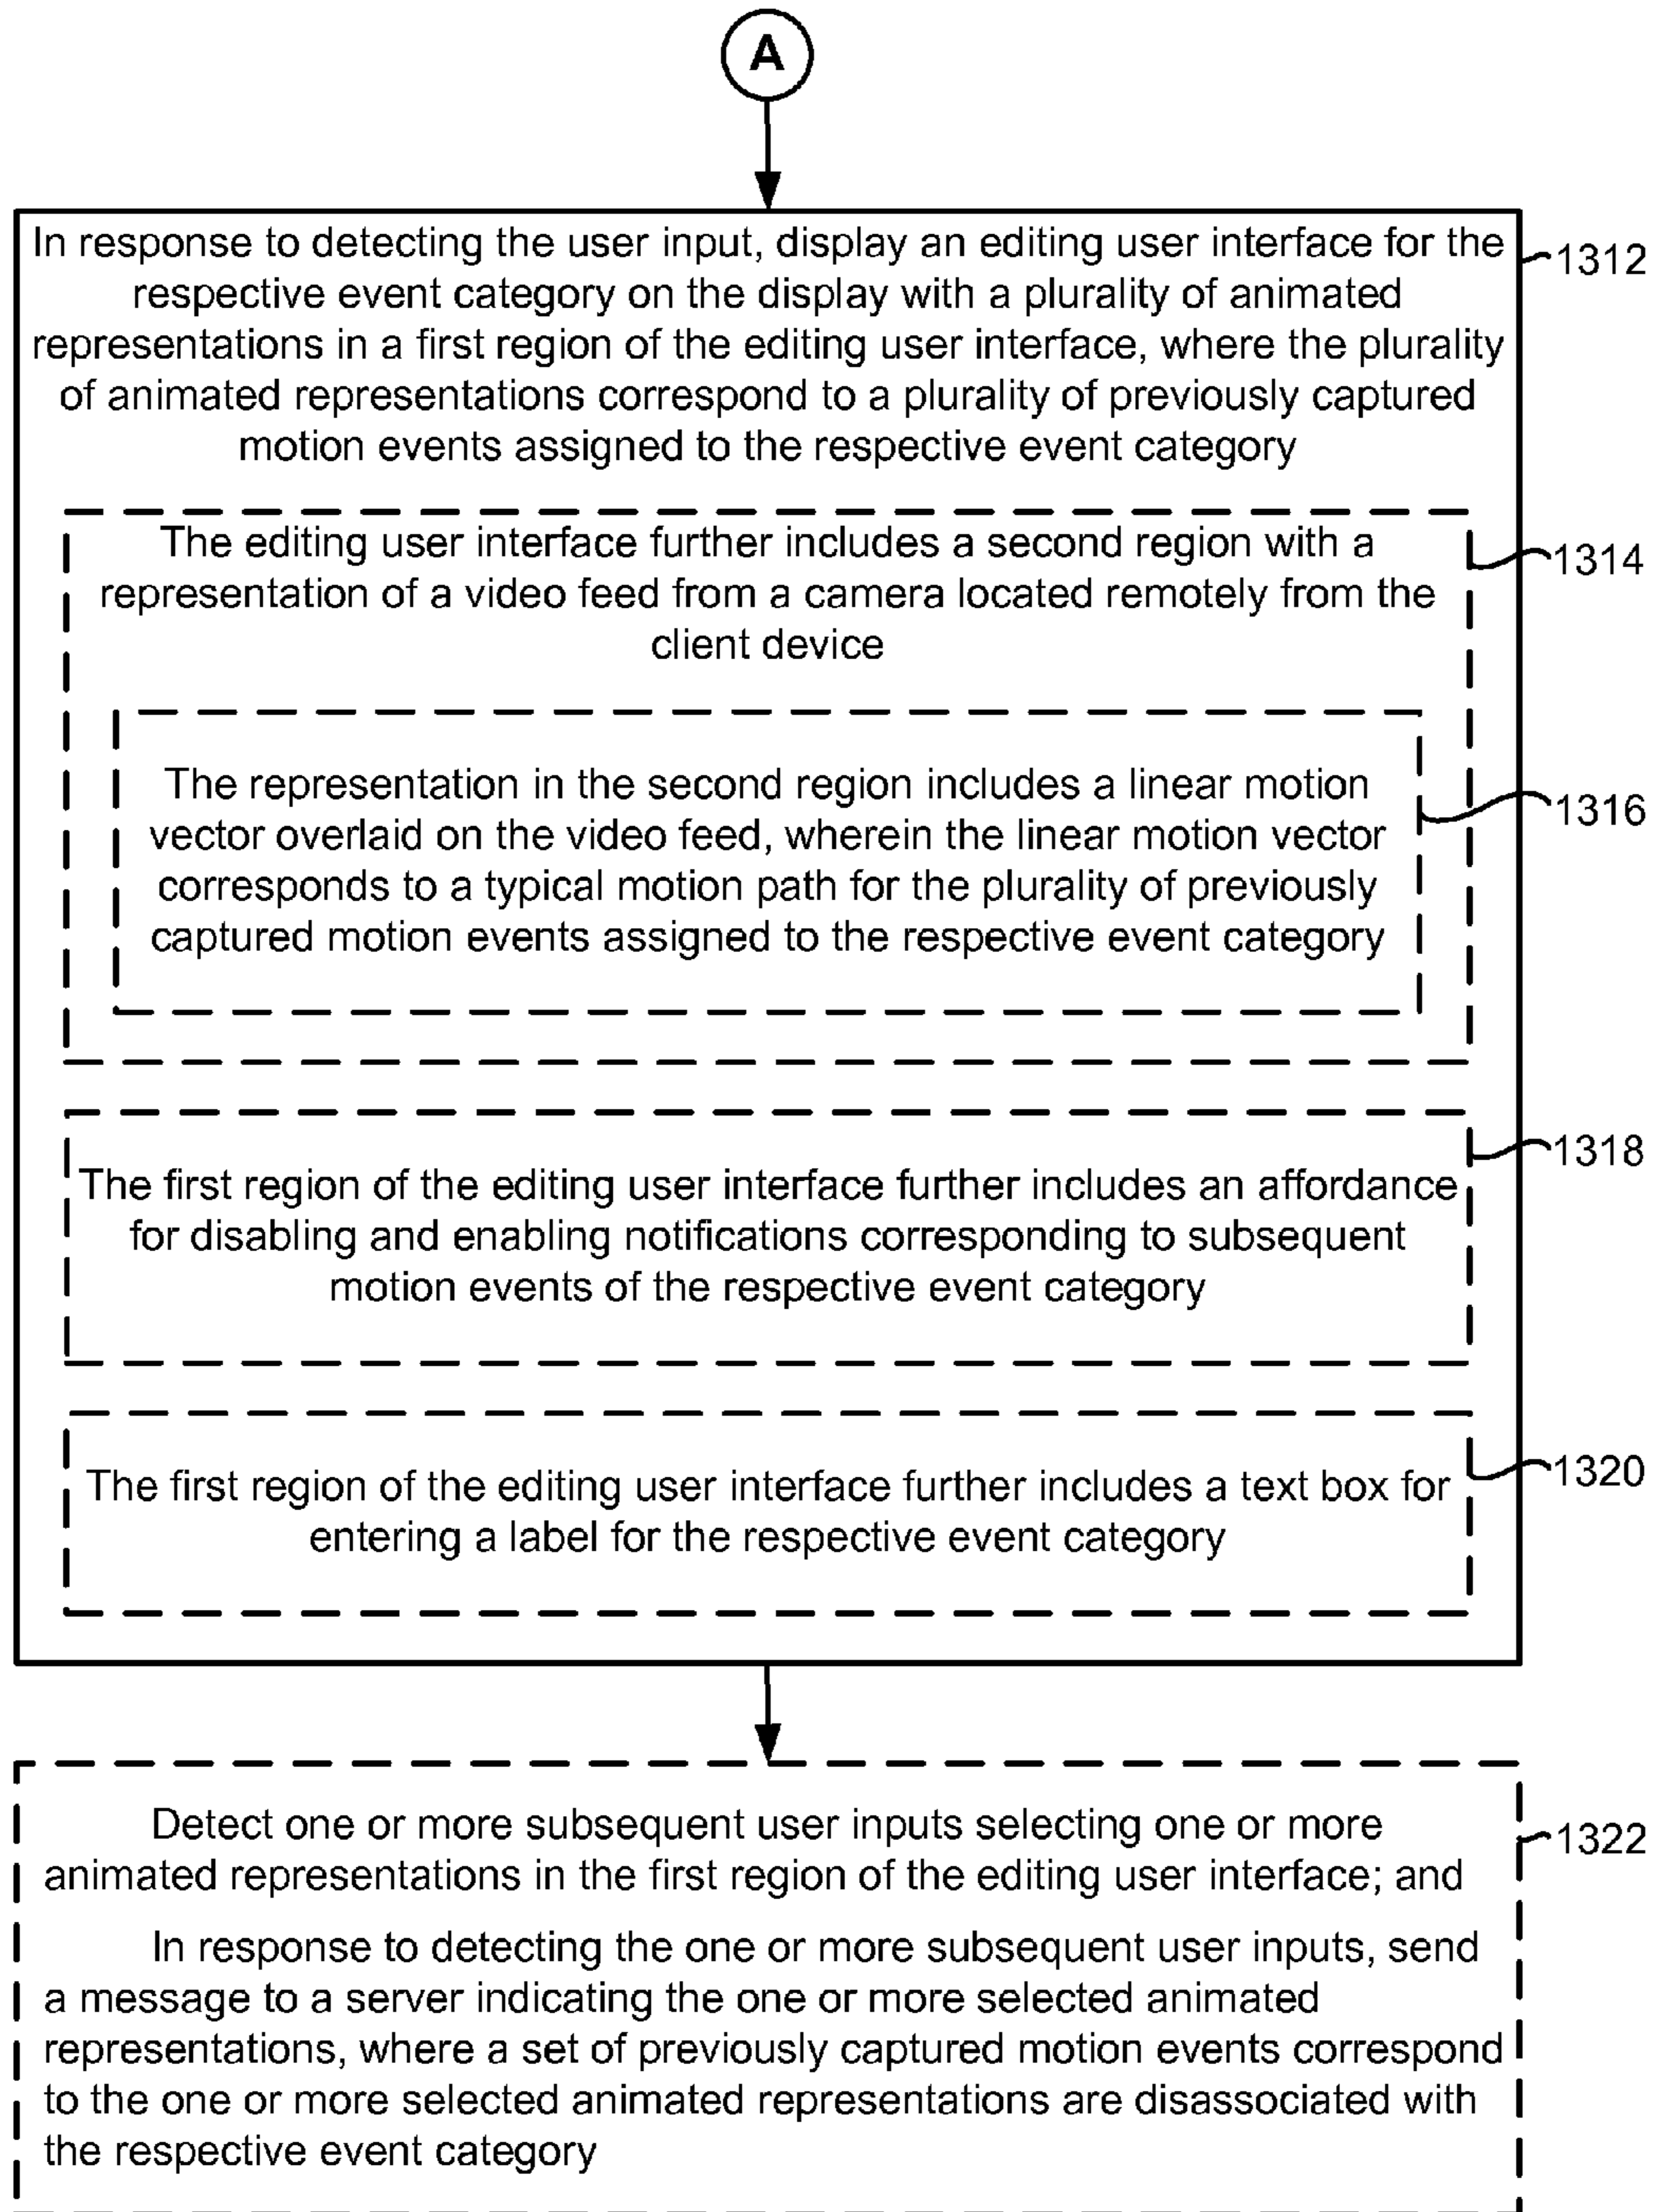 A
In response to detecting the user input, display an editing user interface for the
respective event category on the display with a plurality of animated
representations in a first region of the editing user interface, where the plurality
of animated representations correspond to a plurality of previously captured
motion events assigned to the respective event category
1312
The editing user interface further includes a second region with a
representation of a video feed from a camera located remotely from the
client device
1314
The representation in the second region includes a linear motion
vector overlaid on the video feed, wherein the linear motion vector
corresponds to a typical motion path for the plurality of previously
captured motion events assigned to the respective event category
1316
The first region of the editing user interface further includes an affordance
for disabling and enabling notifications corresponding to subsequent
motion events of the respective event category
1318
The first region of the editing user interface further includes a text box for
entering a label for the respective event category
1320
Detect one or more subsequent user inputs selecting one or more
animated representations in the first region of the editing user interface; and
In response to detecting the one or more subsequent user inputs, send
a message to a server indicating the one or more selected animated
representations, where a set of previously captured motion events correspond
to the one or more selected animated representations are disassociated with
the respective event category
1322